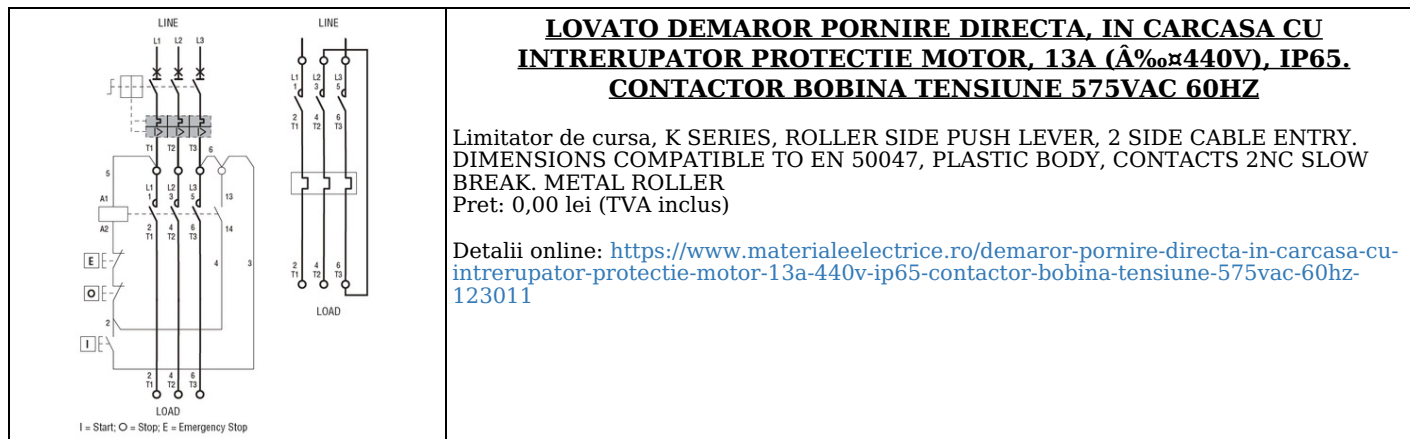 LINE
L1 L2 L3
T1 T2 T3 6
5
L1 L2 L3
1 3 5 13
A1
A2
2 4 6 14
T1 T2 T3
E
4 3
O
2
I
2 4 6
T1 T2 T3
LOAD
I = Start; O = Stop; E = Emergency Stop
LINE
L1 L2 L3
1 3 5
2 4 6
T1 T2 T3
2 4 6
T1 T2 T3
LOAD
LOVATO DEMAROR PORNIRE DIRECTA, IN CARCASA CU
INTRERUPATOR PROTECTIE MOTOR, 13A (Â‰¤440V), IP65.
CONTACTOR BOBINA TENSIUNE 575VAC 60HZ
Limitator de cursa, K SERIES, ROLLER SIDE PUSH LEVER, 2 SIDE CABLE ENTRY.
DIMENSIONS COMPATIBLE TO EN 50047, PLASTIC BODY, CONTACTS 2NC SLOW
BREAK. METAL ROLLER
Pret: 0,00 lei (TVA inclus)
Detalii online: https://www.materialeelectrice.ro/demaror-pornire-directa-in-carcasa-cu-
intrerupator-protectie-motor-13a-440v-ip65-contactor-bobina-tensiune-575vac-60hz-
123011